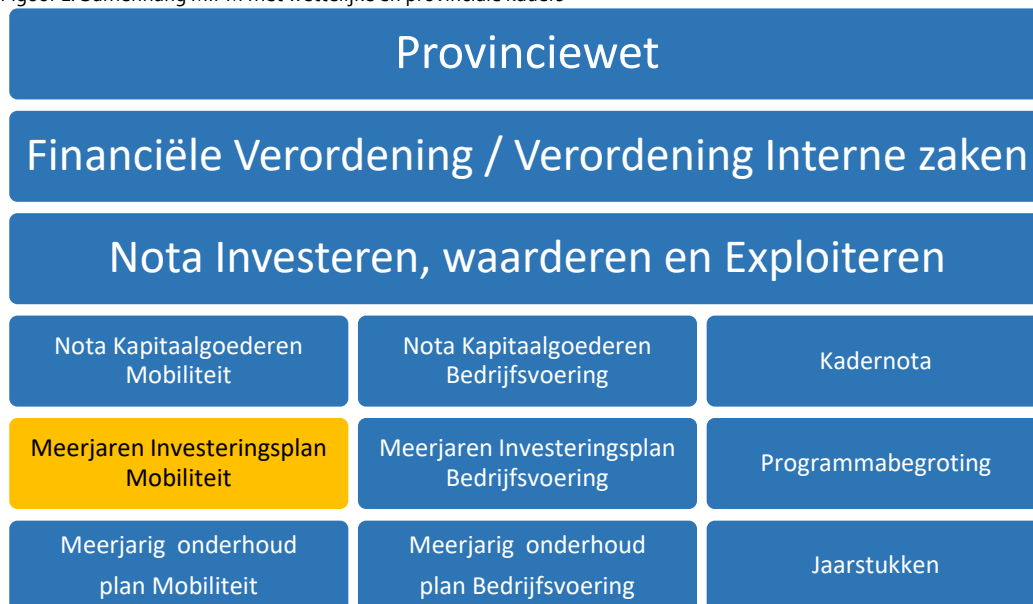 Provinciewet
Financiële Verordening / Verordening Interne zaken
Nota Investeren, waarderen en Exploiteren
Nota Kapitaalgoederen
Mobiliteit
Nota Kapitaalgoederen
Bedrijfsvoering
Kadernota
Meerjaren Investeringsplan
Mobiliteit
Meerjaren Investeringsplan
Bedrijfsvoering
Programmabegroting
Meerjarig onderhoud
plan Mobiliteit
Meerjarig onderhoud
plan Bedrijfsvoering
Jaarstukken